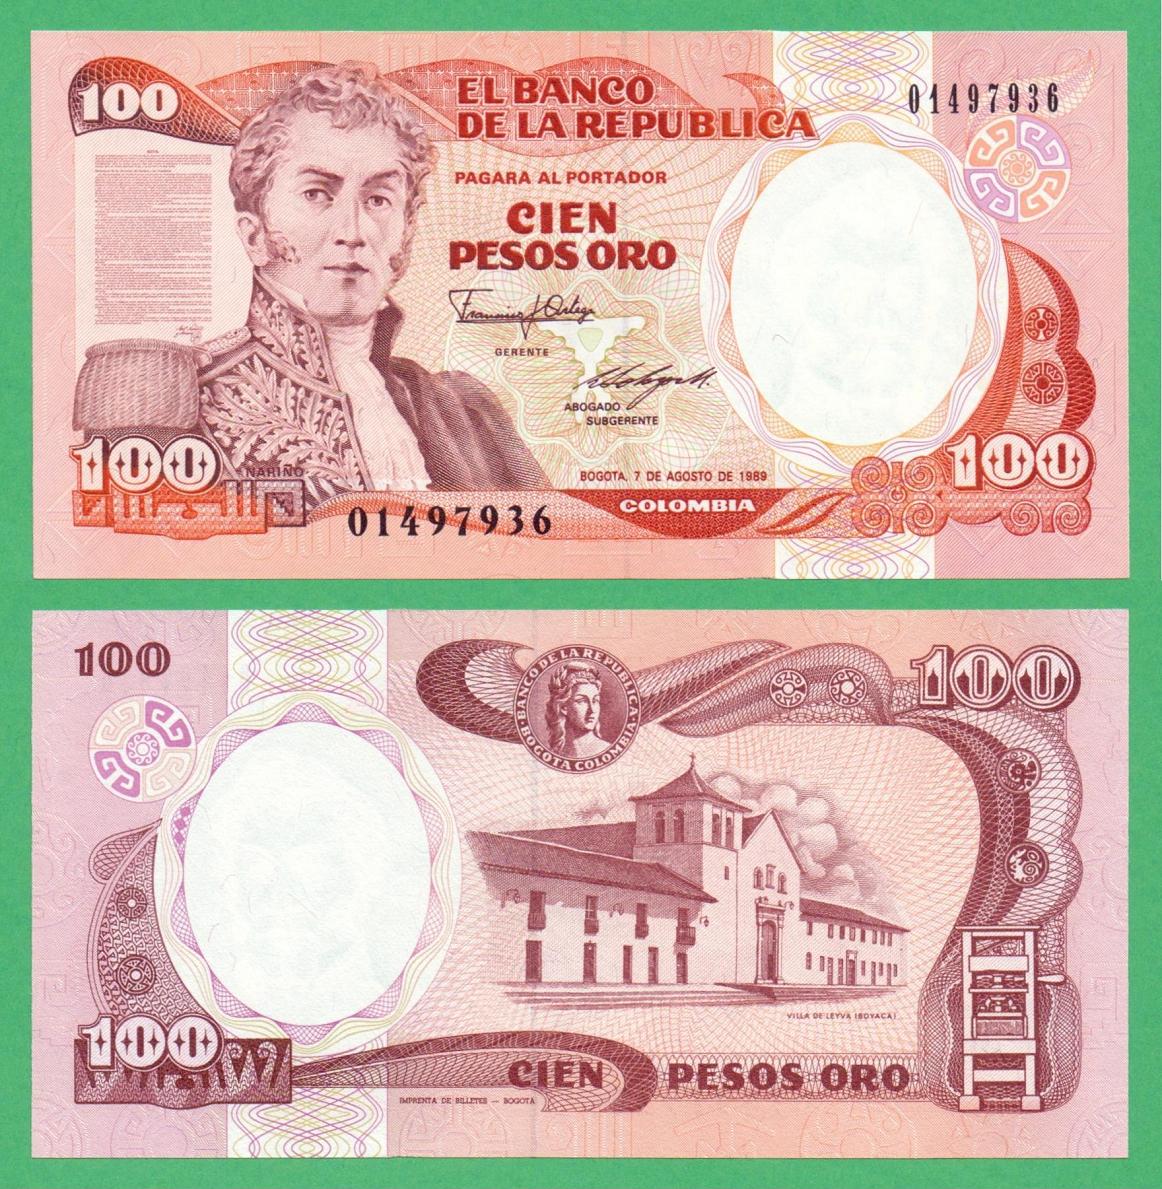 100
EL BANCO
DE LA REPUBLICA
01497936
PAGARA AL PORTADOR
CIEN
PESOS ORO
Francisco J Ortega
GERENTE
ABOGADO
SUBGERENTE
100
NARIÑO
BOGOTA, 7 DE AGOSTO DE 1989
100
COLOMBIA
01497936
100
BANCO DE LA REPUBLICA
BOGOTA COLOMBIA
100
VILLA DE LEYVA (BOYACA)
100
CIEN PESOS ORO
IMPRENTA DE BILLETES — BOGOTA